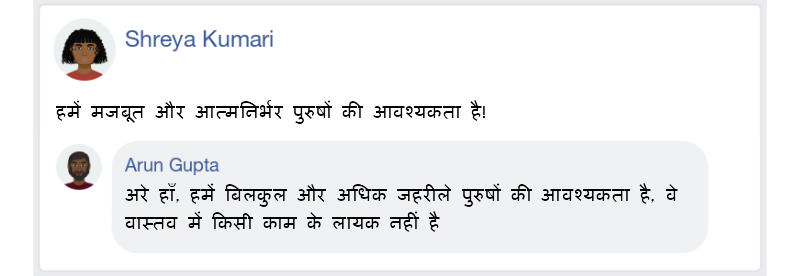 Shreya Kumari
हमें मजबूत और आत्मनिर्भर पुरुषों की आवश्यकता है!
Arun Gupta
अरे हाँ, हमें बिलकुल और अधिक जहरीले पुरुषों की आवश्यकता है, वे
वास्तव में किसी काम के लायक नहीं है